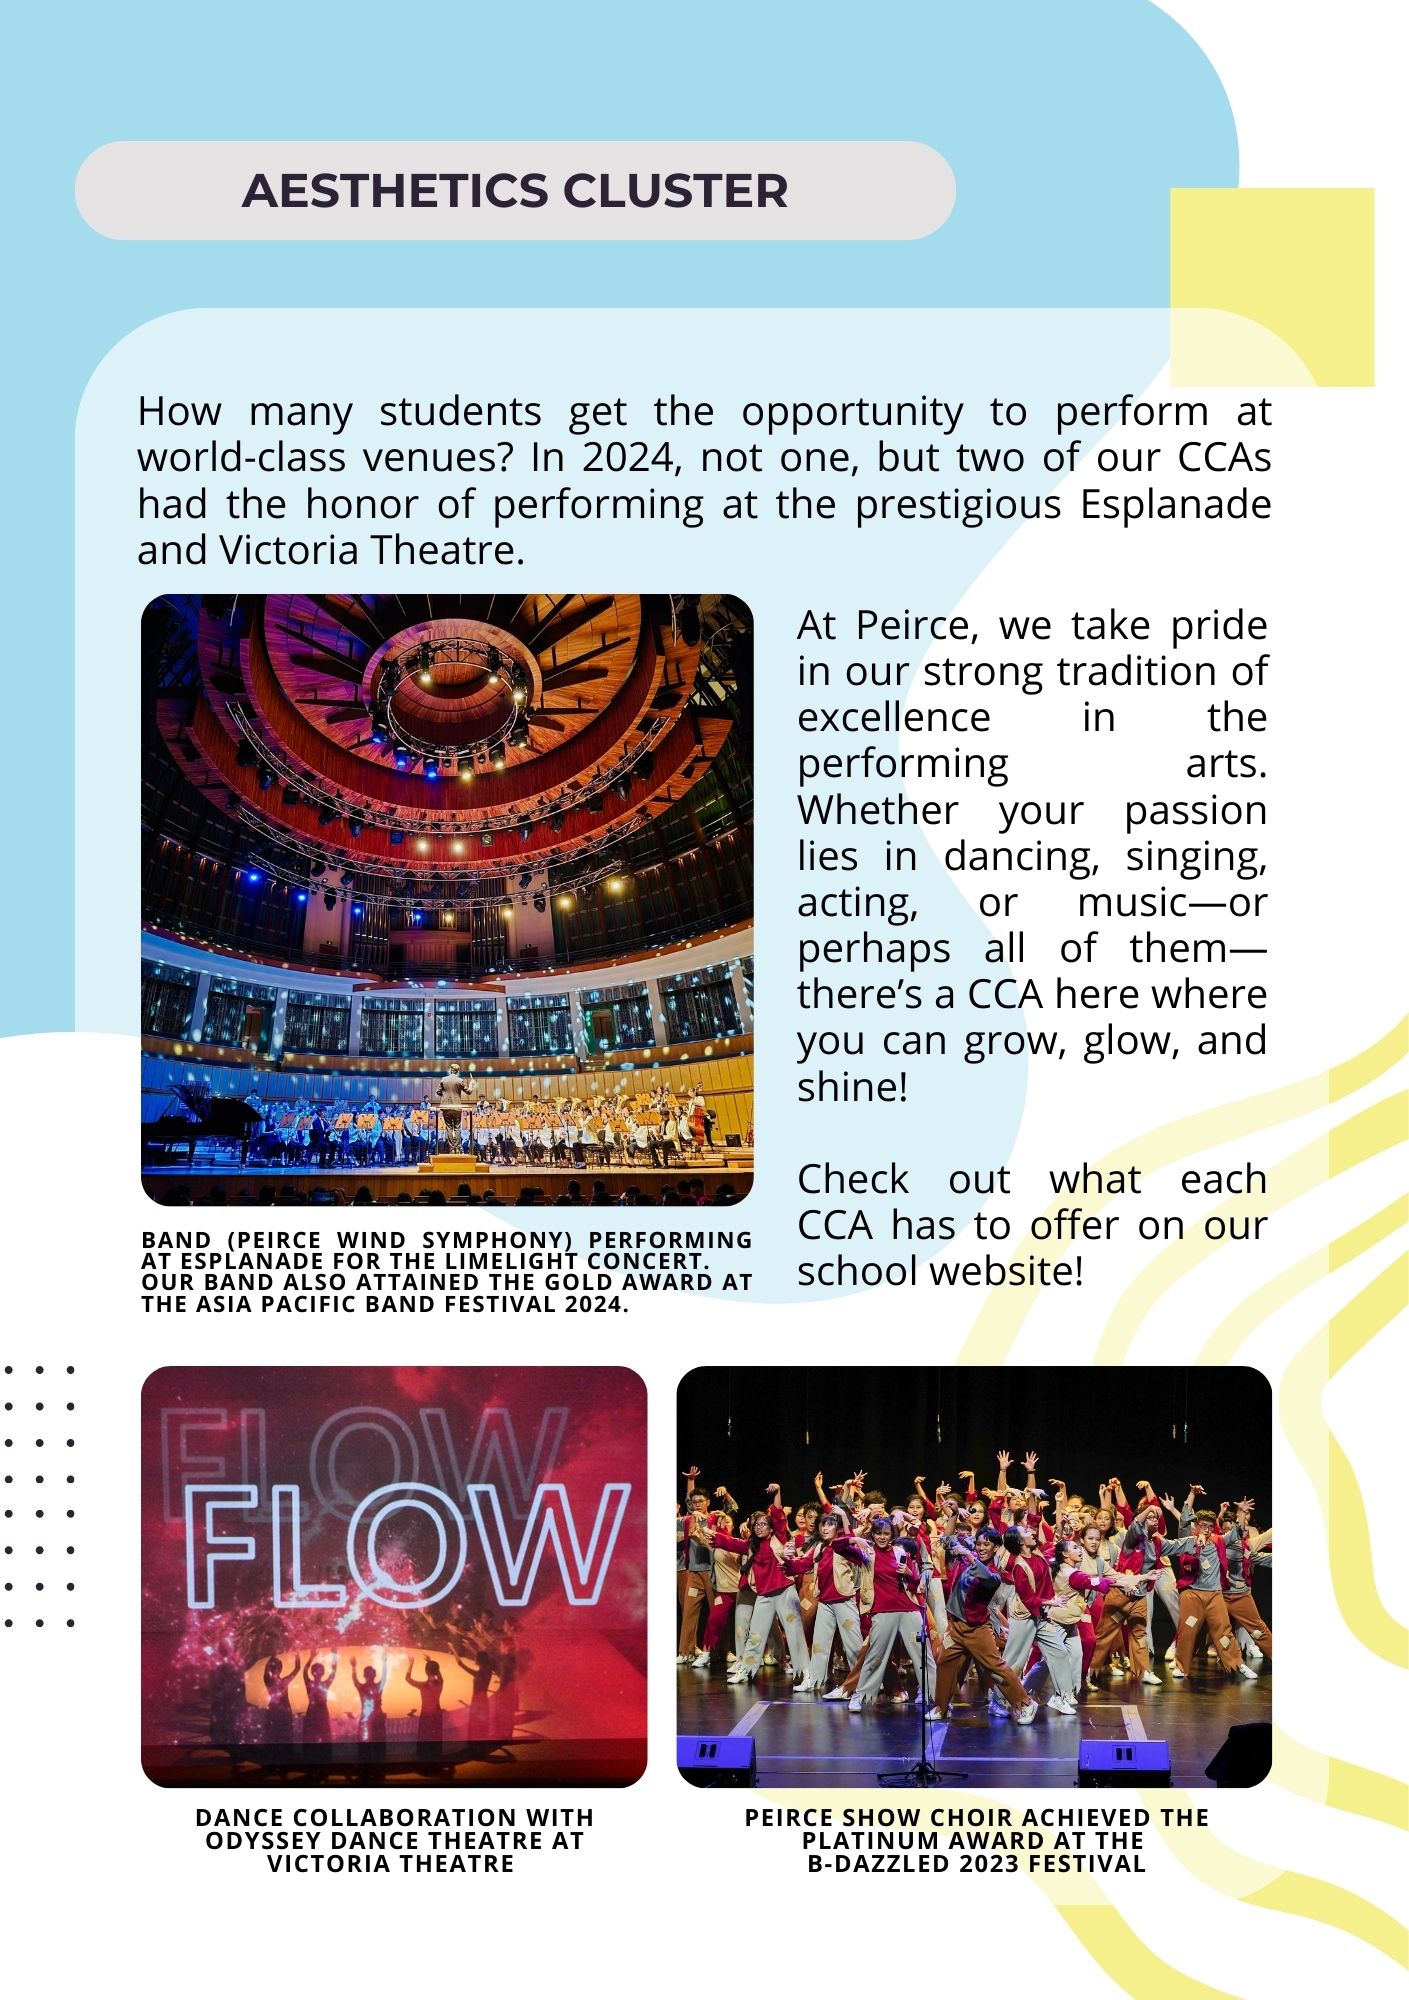 AESTHETICS CLUSTER
How many students get the opportunity to perform at
world-class venues? In 2024, not one, but two of our CCAs
had the honor of performing at the prestigious Esplanade
and Victoria Theatre.
At Peirce, we take pride
in our strong tradition of
excellence in the
performing arts.
Whether your passion
lies in dancing, singing,
acting, or music—or
perhaps all of them—
there’s a CCA here where
you can grow, glow, and
shine!
Check out what each
CCA has to offer on our
school website!
BAND (PEIRCE WIND SYMPHONY) PERFORMING
AT ESPLANADE FOR THE LIMELIGHT CONCERT.
OUR BAND ALSO ATTAINED THE GOLD AWARD AT
THE ASIA PACIFIC BAND FESTIVAL 2024.
FLOW
FLOW
DANCE COLLABORATION WITH
ODYSSEY DANCE THEATRE AT
VICTORIA THEATRE
PEIRCE SHOW CHOIR ACHIEVED THE
PLATINUM AWARD AT THE
B-DAZZLED 2023 FESTIVAL